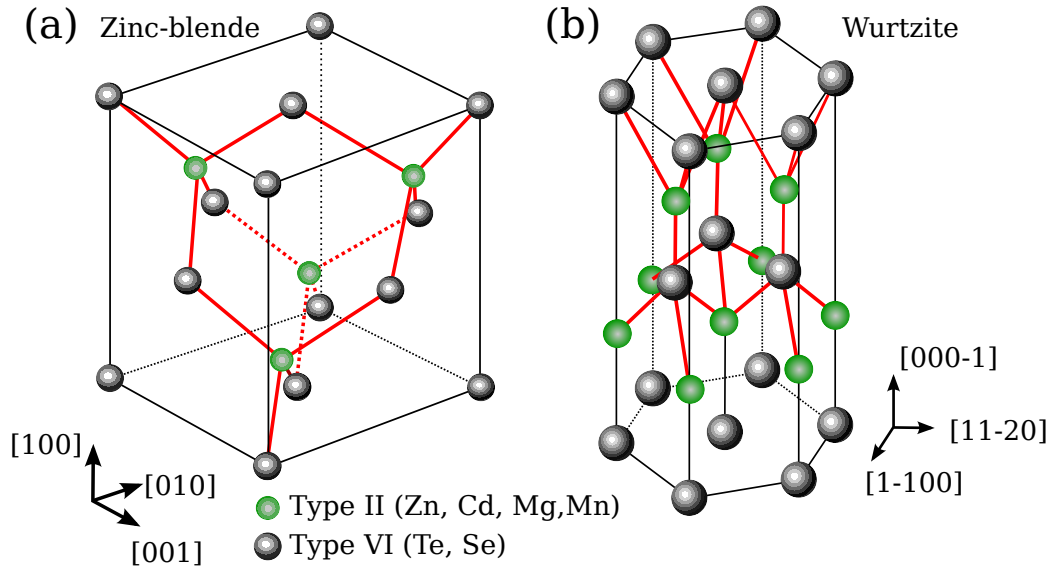 (a) Zinc-blende
(b) Wurtzite
[100]
[010]
[001]
[000-1]
[11-20]
[1-100]
Type II (Zn, Cd, Mg,Mn)
Type VI (Te, Se)